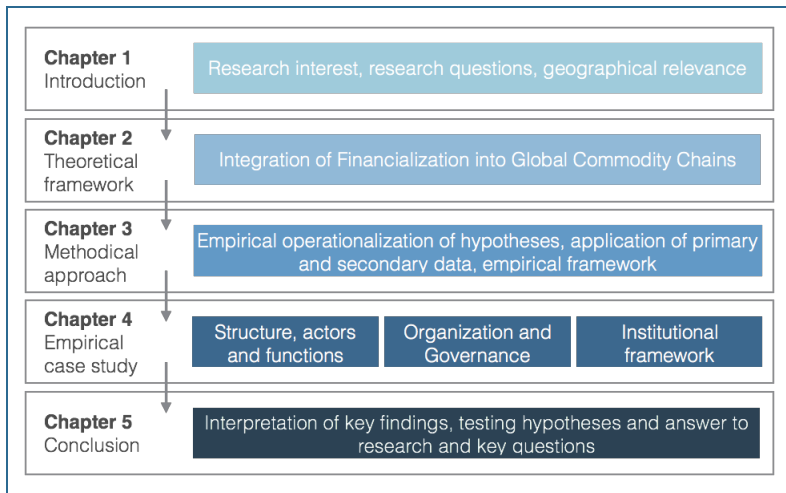 Chapter 1
Introduction
Research interest, research questions, geographical relevance
Chapter 2
Theoretical
framework
Integration of Financialization into Global Commodity Chains
Chapter 3
Methodical
approach
Empirical operationalization of hypotheses, application of primary
and secondary data, empirical framework
Chapter 4
Empirical
case study
Structure, actors
and functions
Organization and
Governance
Institutional
framework
Chapter 5
Conclusion
Interpretation of key findings, testing hypotheses and answer to
research and key questions